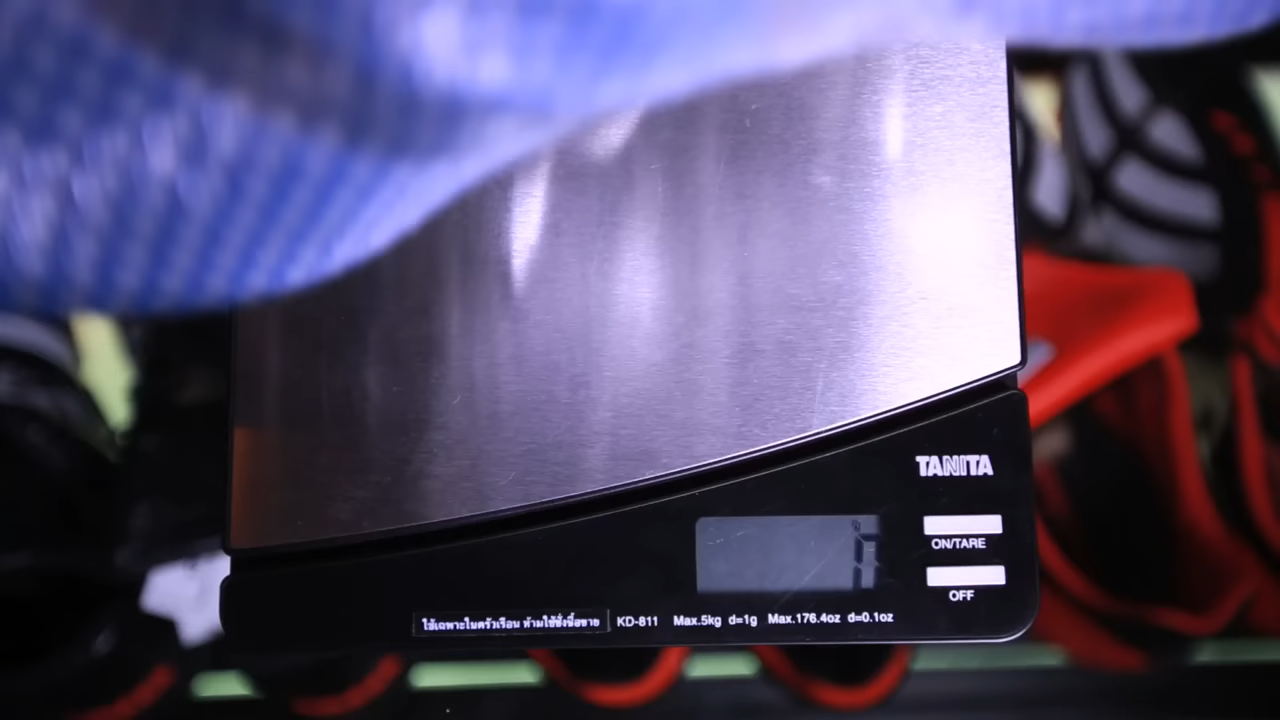 TANITA
ON/TARE
OFF
ใช้เฉพาะในครัวเรือน ห้ามใช้ชั่งซื้อขาย KD-811 Max.5kg d=1g Max.176.4oz d=0.1oz